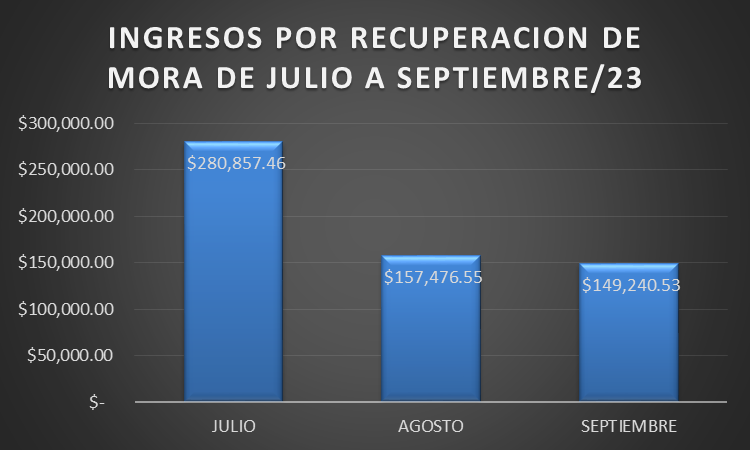 INGRESOS POR RECUPERACION DE
MORA DE JULIO A SEPTIEMBRE/23
$300,000.00
$250,000.00
$200,000.00
$150,000.00
$100,000.00
$50,000.00
$-
$280,857.46
$157,476.55
$149,240.53
JULIO
AGOSTO
SEPTIEMBRE